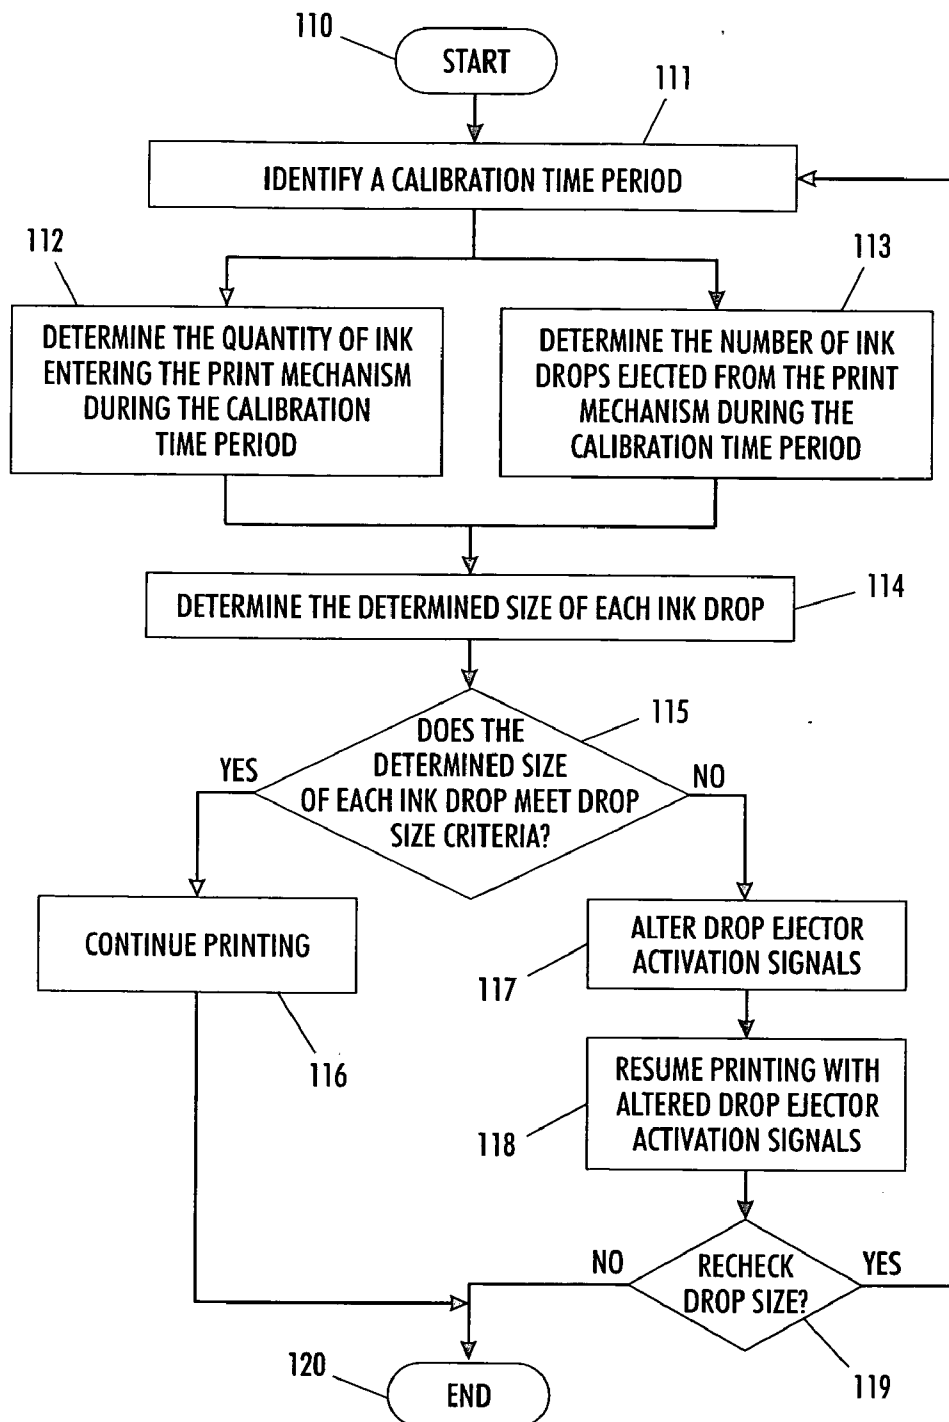 110
START
111
IDENTIFY A CALIBRATION TIME PERIOD
112
113
DETERMINE THE QUANTITY OF INK
ENTERING THE PRINT MECHANISM
DURING THE CALIBRATION
TIME PERIOD
DETERMINE THE NUMBER OF INK
DROPS EJECTED FROM THE PRINT
MECHANISM DURING THE
CALIBRATION TIME PERIOD
DETERMINE THE DETERMINED SIZE OF EACH INK DROP
114
115
DOES THE
DETERMINED SIZE
OF EACH INK DROP MEET DROP
SIZE CRITERIA?
YES
NO
CONTINUE PRINTING
116
ALTER DROP EJECTOR
ACTIVATION SIGNALS
117
RESUME PRINTING WITH
ALTERED DROP EJECTOR
ACTIVATION SIGNALS
118
NO
RECHECK
DROP SIZE?
YES
119
120
END